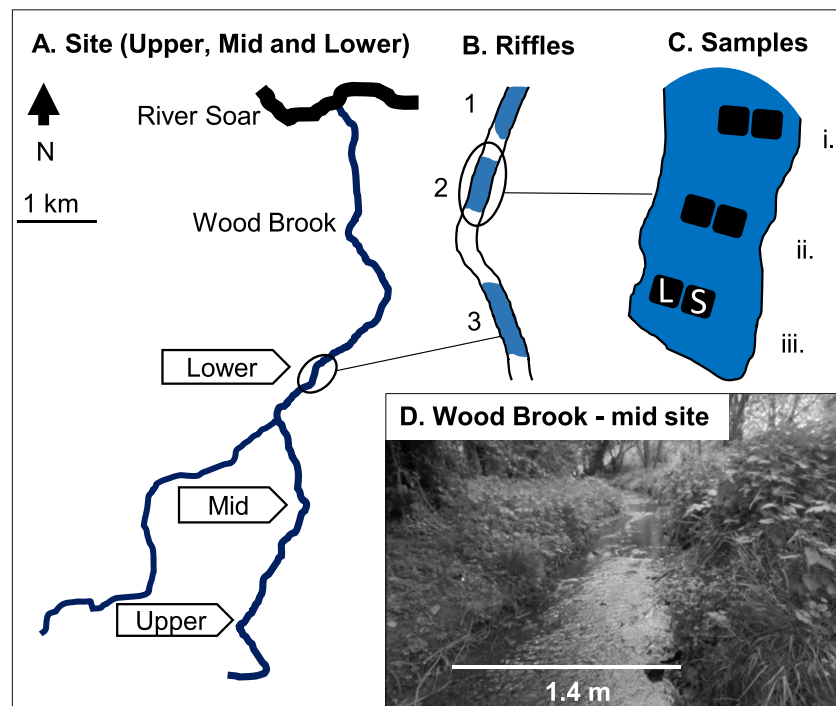 A. Site (Upper, Mid and Lower)
B. Riffles
C. Samples
River Soar
N
1 km
Wood Brook
Lower
Mid
Upper
1
2
3
i.
ii.
L S
iii.
D. Wood Brook - mid site
1.4 m